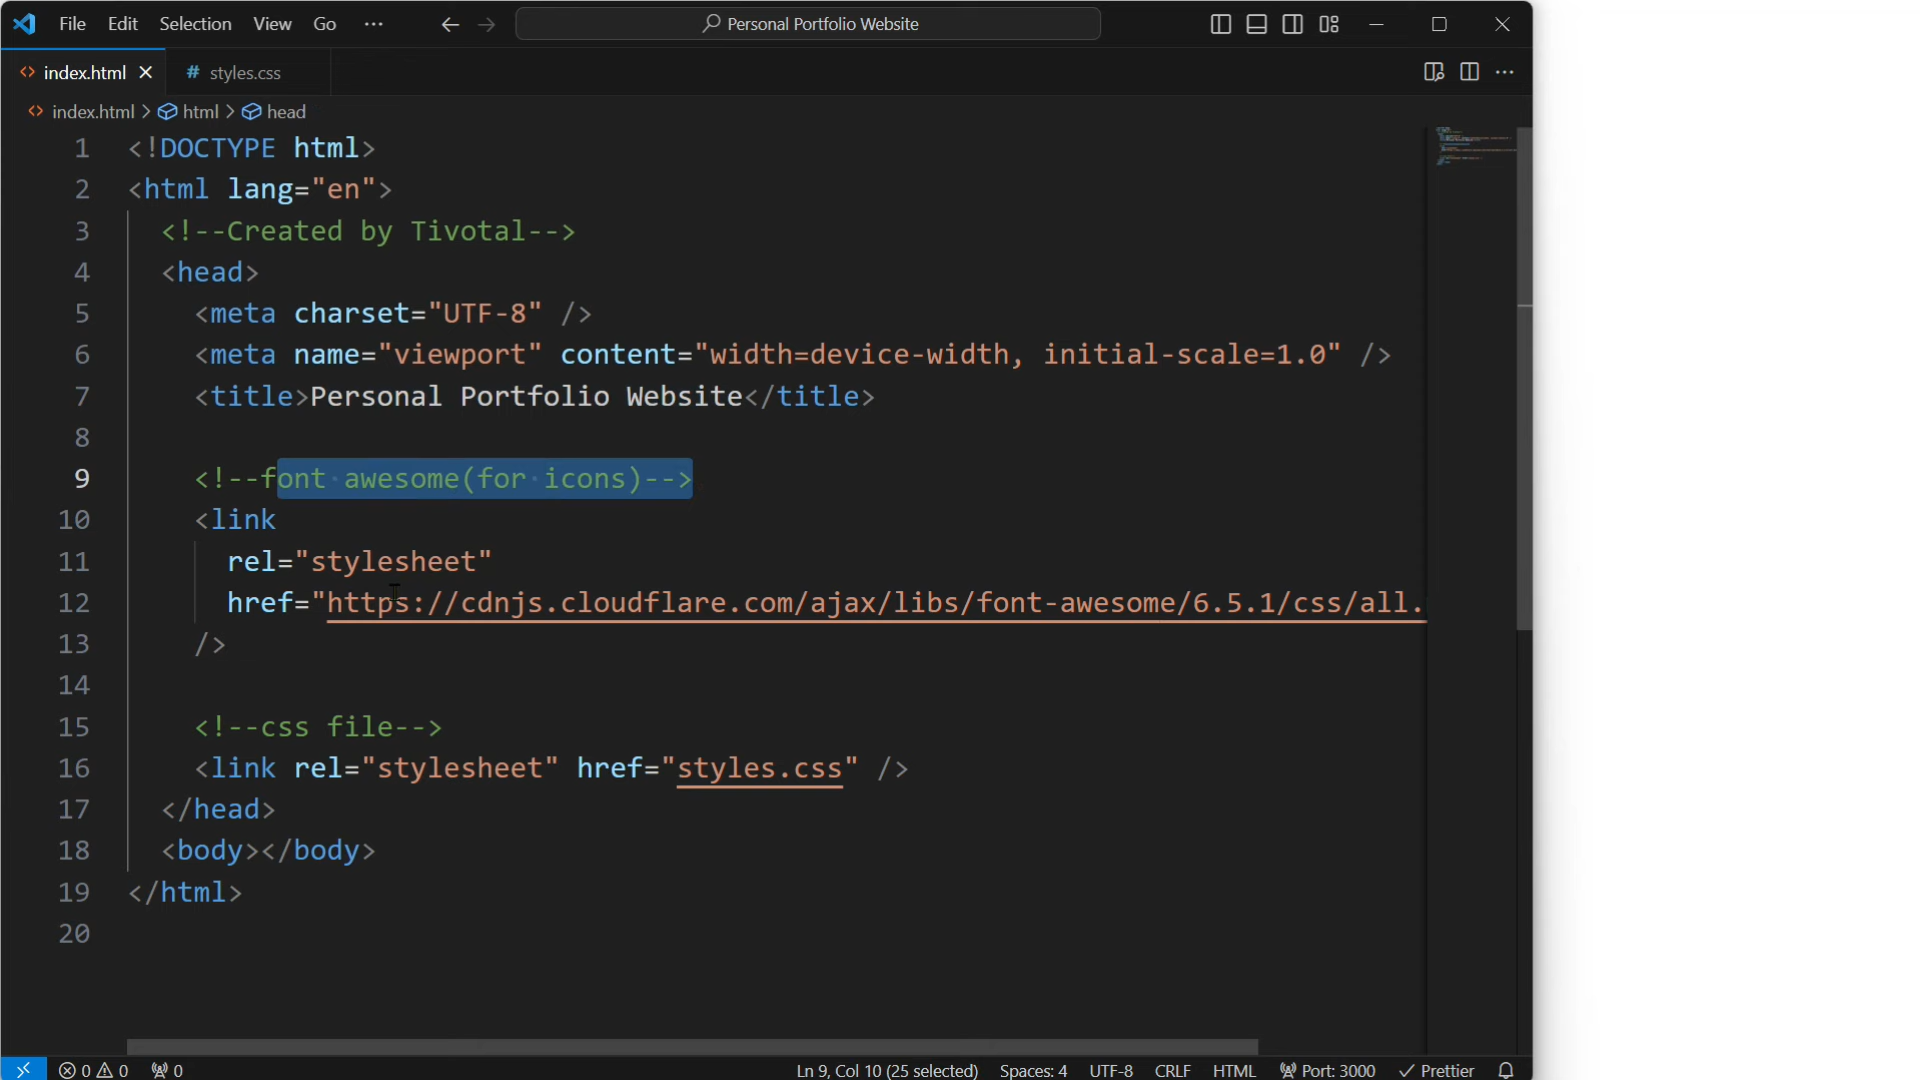 File Edit Selection View Go ··· Personal Portfolio Website
index.html # styles.css
index.html > html > head
1 <!DOCTYPE html>
2 <html lang="en">
3 <!--Created by Tivotal-->
4 <head>
5 <meta charset="UTF-8" />
6 <meta name="viewport" content="width=device-width, initial-scale=1.0" />
7 <title>Personal Portfolio Website</title>
8
9 <!--font awesome(for icons)-->
10 <link
11 rel="stylesheet"
12 href="https://cdnjs.cloudflare.com/ajax/libs/font-awesome/6.5.1/css/all.
13 />
14
15 <!--css file-->
16 <link rel="stylesheet" href="styles.css" />
17 </head>
18 <body></body>
19 </html>
20
0 0 0 Ln 9, Col 10 (25 selected) Spaces: 4 UTF-8 CRLF HTML Port: 3000 Prettier